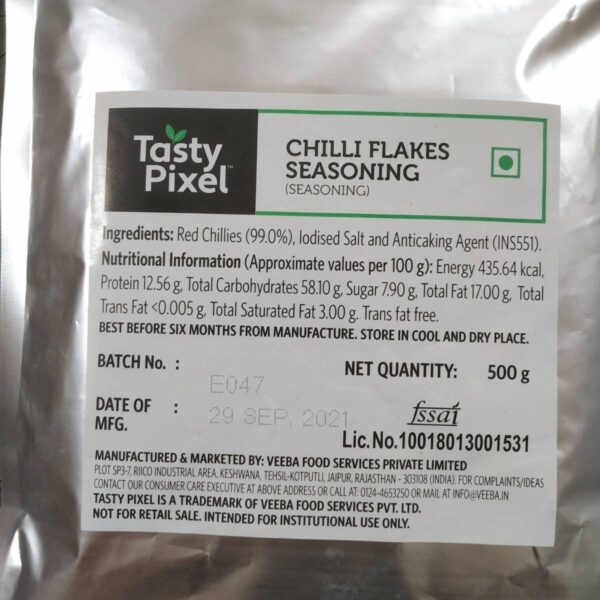 Tasty
Pixel™
CHILLI FLAKES
SEASONING
(SEASONING)
Ingredients: Red Chillies (99.0%), Iodised Salt and Anticaking Agent (INS551).
Nutritional Information (Approximate values per 100 g): Energy 435.64 kcal,
Protein 12.56 g, Total Carbohydrates 58.10 g, Sugar 7.90 g, Total Fat 17.00 g, Total
Trans Fat <0.005 g, Total Saturated Fat 3.00 g. Trans fat free.
BEST BEFORE SIX MONTHS FROM MANUFACTURE. STORE IN COOL AND DRY PLACE.
BATCH No. : E047
NET QUANTITY: 500 g
DATE OF MFG. : 29 SEP. 2021
fssai
Lic.No.10018013001531
MANUFACTURED & MARKETED BY: VEEBA FOOD SERVICES PRIVATE LIMITED
PLOT SP3-7, RIICO INDUSTRIAL AREA, KESHWANA, TEHSIL-KOTPUTLI, JAIPUR, RAJASTHAN - 303108 (INDIA). FOR COMPLAINTS/IDEAS
CONTACT OUR CONSUMER CARE EXECUTIVE AT ABOVE ADDRESS OR CALL AT: 0124-4653250 OR MAIL AT INFO@VEEBA.IN
TASTY PIXEL IS A TRADEMARK OF VEEBA FOOD SERVICES PVT. LTD.
NOT FOR RETAIL SALE. INTENDED FOR INSTITUTIONAL USE ONLY.